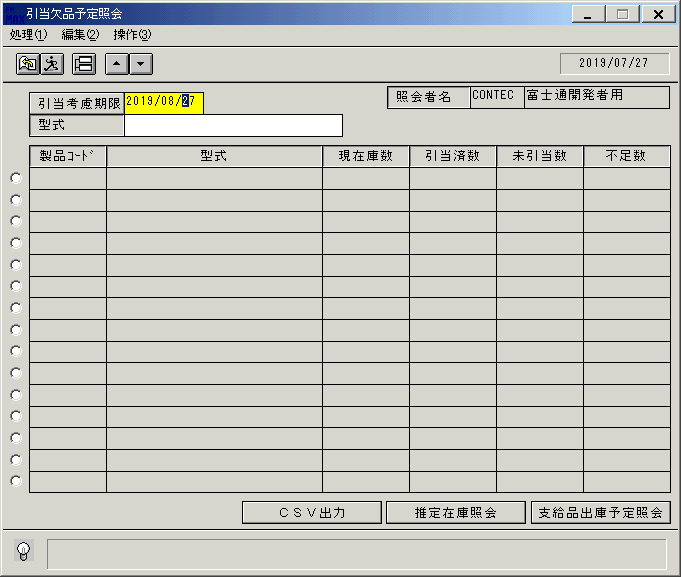 引当欠品予定照会
処理(1) 編集(2) 操作(3)
2019/07/27
引当考慮期限 2019/08/27 照会者名 CONTEC 富士通開発者用
型式
製品ｺｰﾄﾞ 型式 現在庫数 引当済数 未引当数 不足数
ＣＳＶ出力 推定在庫照会 支給品出庫予定照会